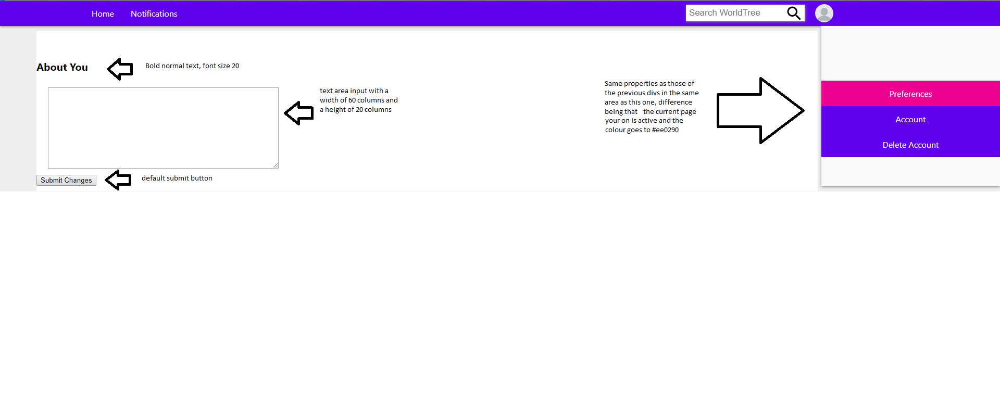 Home
Notifications
Search WorldTree
About You
Bold normal text, font size 20
text area input with a
width of 60 columns and
a height of 20 columns
Same properties as those of
the previous divs in the same
area as this one, difference
being that the current page
your on is active and the
colour goes to #ee0290
Preferences
Account
Delete Account
Submit Changes
default submit button